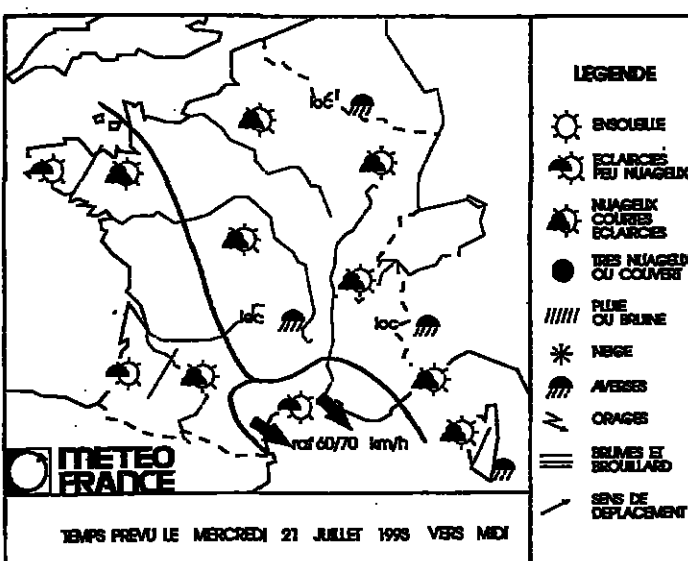 LEGENDE
ENSOLEILLE
ECLAIRCIES
PEU NUAGEUX
NUAGEUX
COURTES
ECLAIRCIES
TRES NUAGEUX
OU COUVERT
PLUIE
OU BRUINE
NEIGE
AVERSES
ORAGES
BRUMES ET
BROUILLARD
SENS DE
DEPLACEMENT
loc
loc
loc
raf 60/70 km/h
METEO
FRANCE
TEMPS PREVU LE MERCREDI 21 JUILLET 1993 VERS MIDI